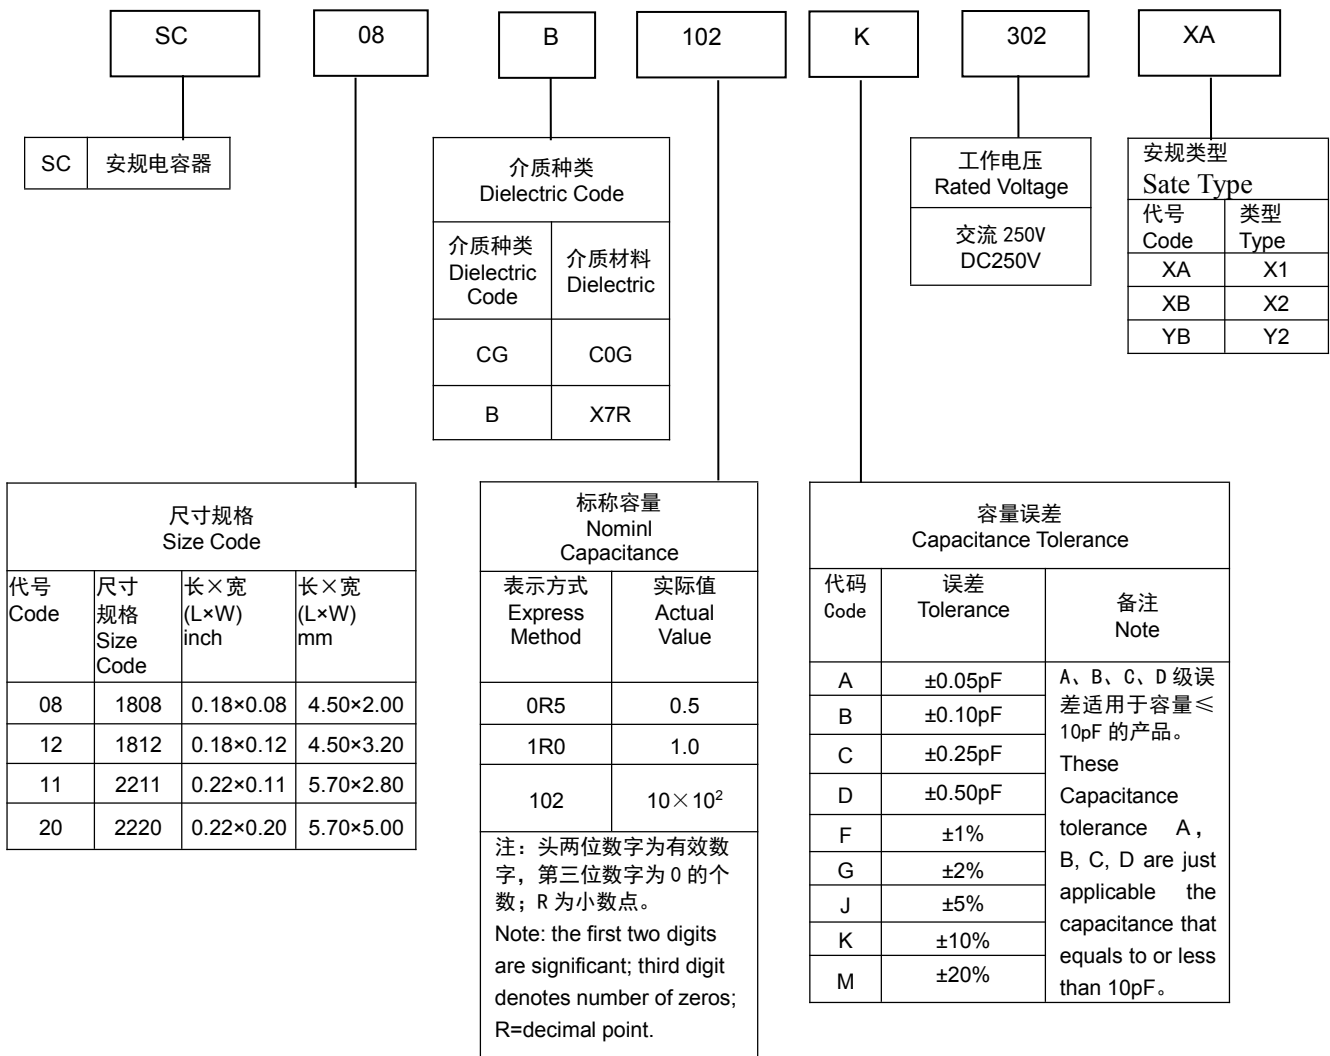 SC 08 B 102 K 302 XA
SC 安规电容器
介质种类
Dielectric Code
介质种类
Dielectric
Code
介质材料
Dielectric
CG C0G
B X7R
工作电压
Rated Voltage
交流 250V
DC250V
安规类型
Sate Type
代号
Code
类型
Type
XA X1
XB X2
YB Y2
尺寸规格
Size Code
代号
Code
尺寸
规格
Size
Code
长×宽
(L×W)
inch
长×宽
(L×W)
mm
08 1808 0.18×0.08 4.50×2.00
12 1812 0.18×0.12 4.50×3.20
11 2211 0.22×0.11 5.70×2.80
20 2220 0.22×0.20 5.70×5.00
标称容量
Nominl
Capacitance
表示方式
Express
Method
实际值
Actual
Value
0R5 0.5
1R0 1.0
102 10×10²
注：头两位数字为有效数
字，第三位数字为 0 的个
数；R 为小数点。
Note: the first two digits
are significant; third digit
denotes number of zeros;
R=decimal point.
容量误差
Capacitance Tolerance
代码
Code
误差
Tolerance
备注
Note
A ±0.05pF
B ±0.10pF
C ±0.25pF
D ±0.50pF
F ±1%
G ±2%
J ±5%
K ±10%
M ±20%
A、B、C、D 级误
差适用于容量≤
10pF 的产品。
These
Capacitance
tolerance A，
B, C, D are just
applicable the
capacitance that
equals to or less
than 10pF。